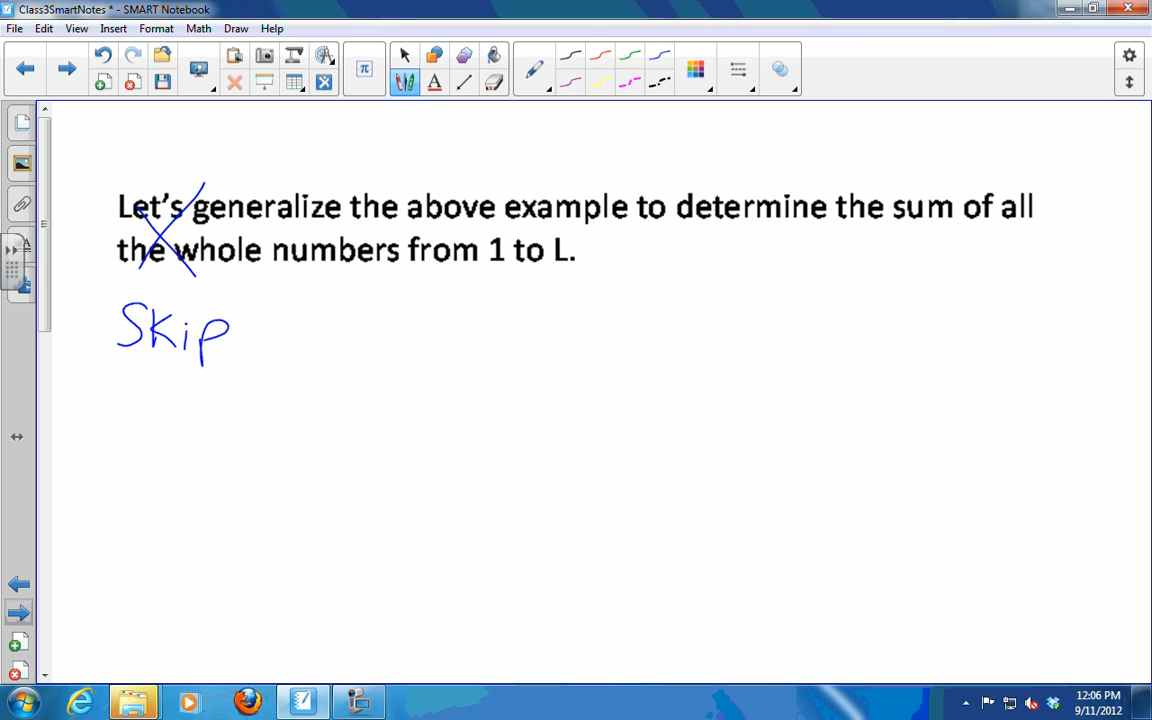 Class3SmartNotes * - SMART Notebook
File Edit View Insert Format Math Draw Help
π
A
Let's generalize the above example to determine the sum of all
the whole numbers from 1 to L.
Skip
12:06 PM
9/11/2012